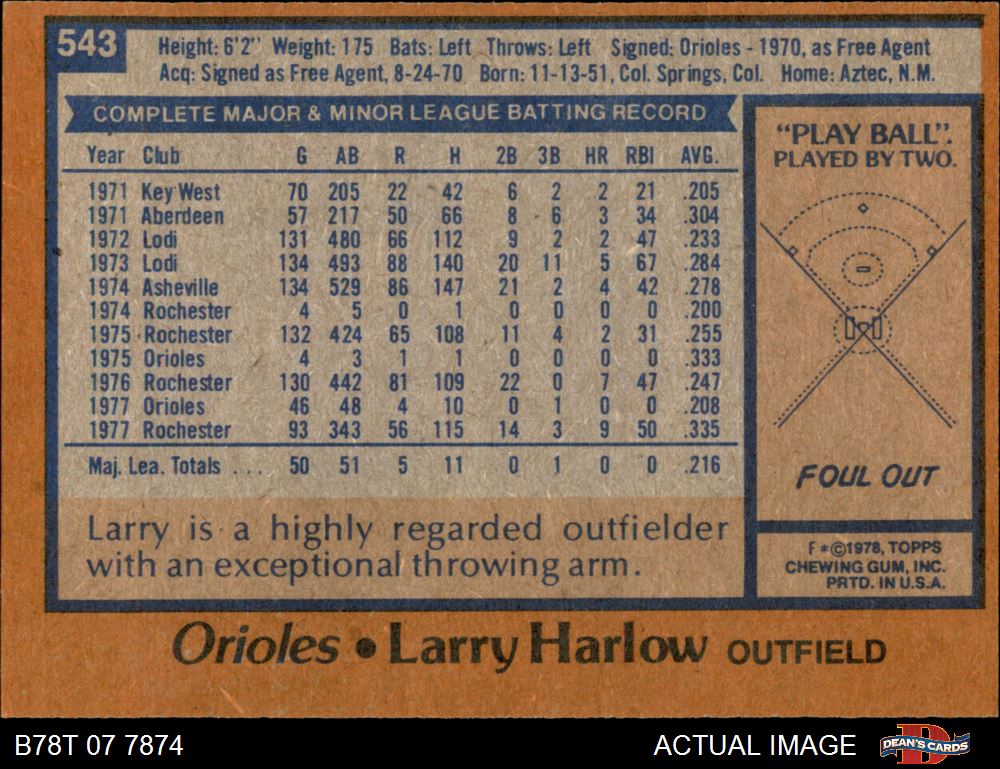 543
Height: 6'2" Weight: 175 Bats: Left Throws: Left Signed: Orioles - 1970, as Free Agent
Acq: Signed as Free Agent, 8-24-70 Born: 11-13-51, Col. Springs, Col. Home: Aztec, N.M.
COMPLETE MAJOR & MINOR LEAGUE BATTING RECORD
Year Club G AB R H 2B 3B HR RBI AVG.
1971 Key West 70 205 22 42 6 2 2 21 .205
1971 Aberdeen 57 217 50 66 8 6 3 34 .304
1972 Lodi 131 480 66 112 9 2 2 47 .233
1973 Lodi 134 493 88 140 20 11 5 67 .284
1974 Asheville 134 529 86 147 21 2 4 42 .278
1974 Rochester 4 5 0 1 0 0 0 0 .200
1975 Rochester 132 424 65 108 11 4 2 31 .255
1975 Orioles 4 3 1 1 0 0 0 0 .333
1976 Rochester 130 442 81 109 22 0 7 47 .247
1977 Orioles 46 48 4 10 0 1 0 0 .208
1977 Rochester 93 343 56 115 14 3 9 50 .335
Maj. Lea. Totals ... 50 51 5 11 0 1 0 0 .216
Larry is a highly regarded outfielder
with an exceptional throwing arm.
"PLAY BALL".
PLAYED BY TWO.
FOUL OUT
F*©1978, TOPPS
CHEWING GUM, INC.
PRTD. IN U.S.A.
Orioles • Larry Harlow OUTFIELD
B78T 07 7874
ACTUAL IMAGE
DEAN'S CARDS